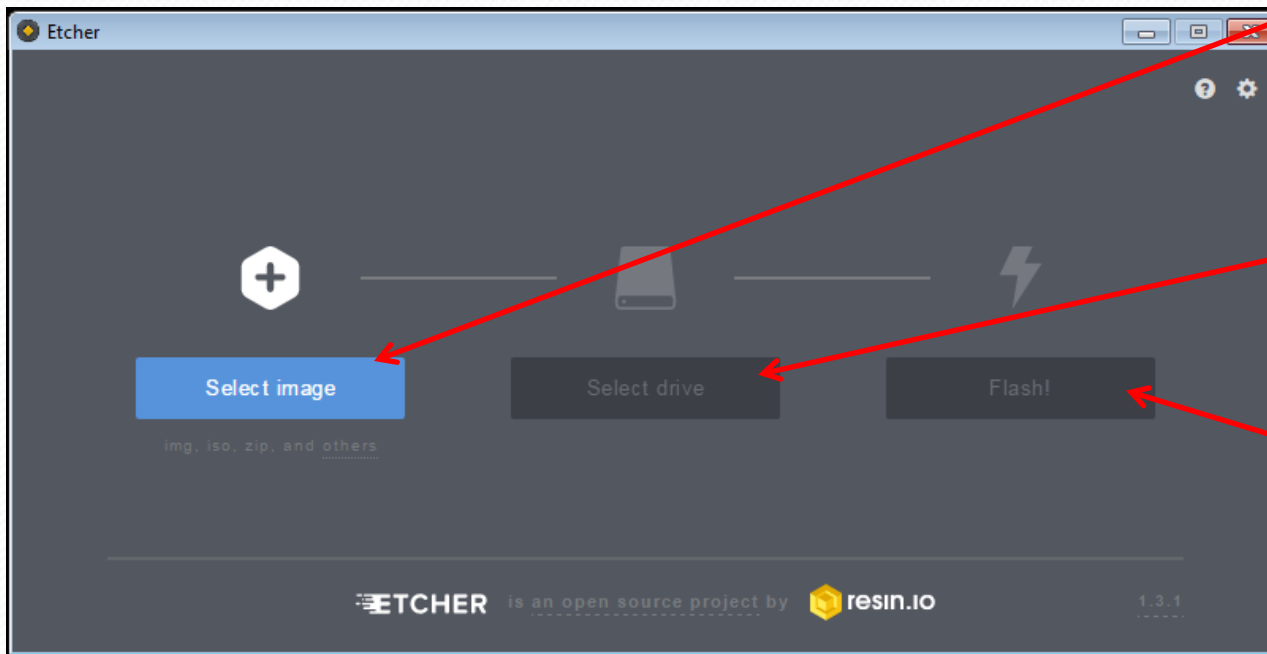 Etcher
Select image
Select drive
Flash!
img, iso, zip, and others
ETCHER is an open source project by resin.io
1.3.1